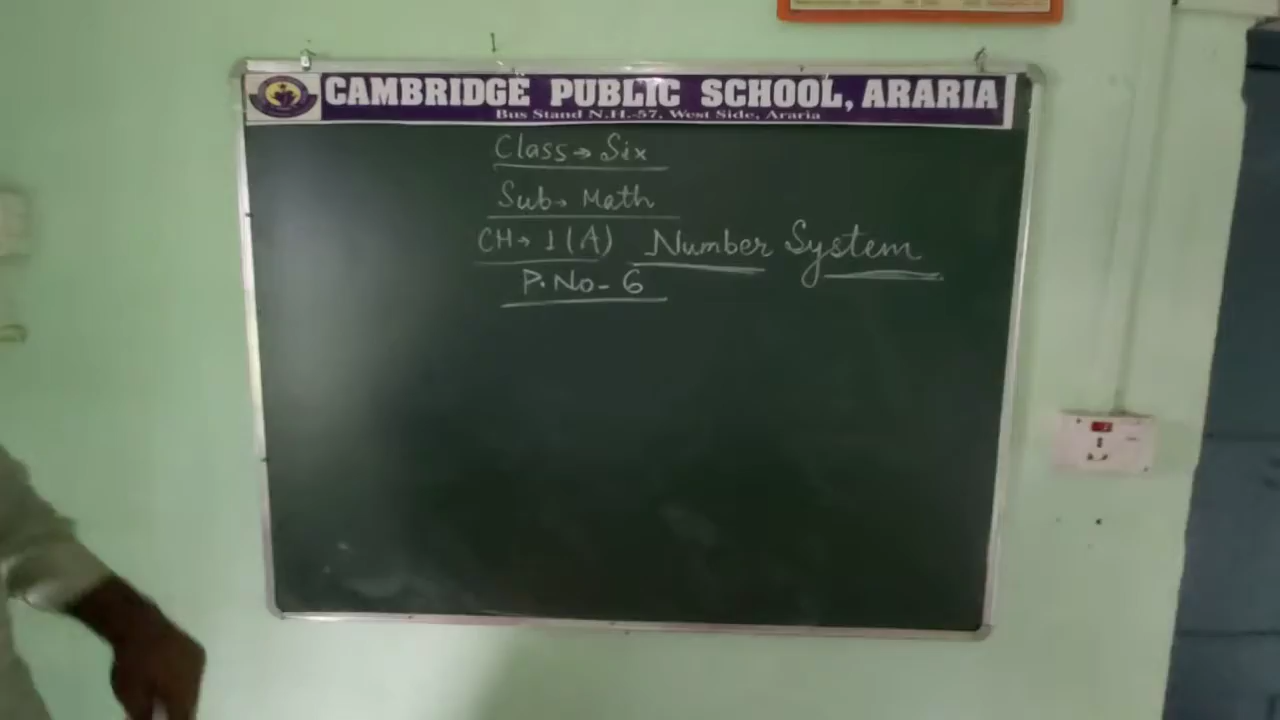 CAMBRIDGE PUBLIC SCHOOL, ARARIA
Bus Stand N.H.-57, West Side, Araria
Class → Six
Sub → Math
CH → 1(A) Number System
P.No - 6